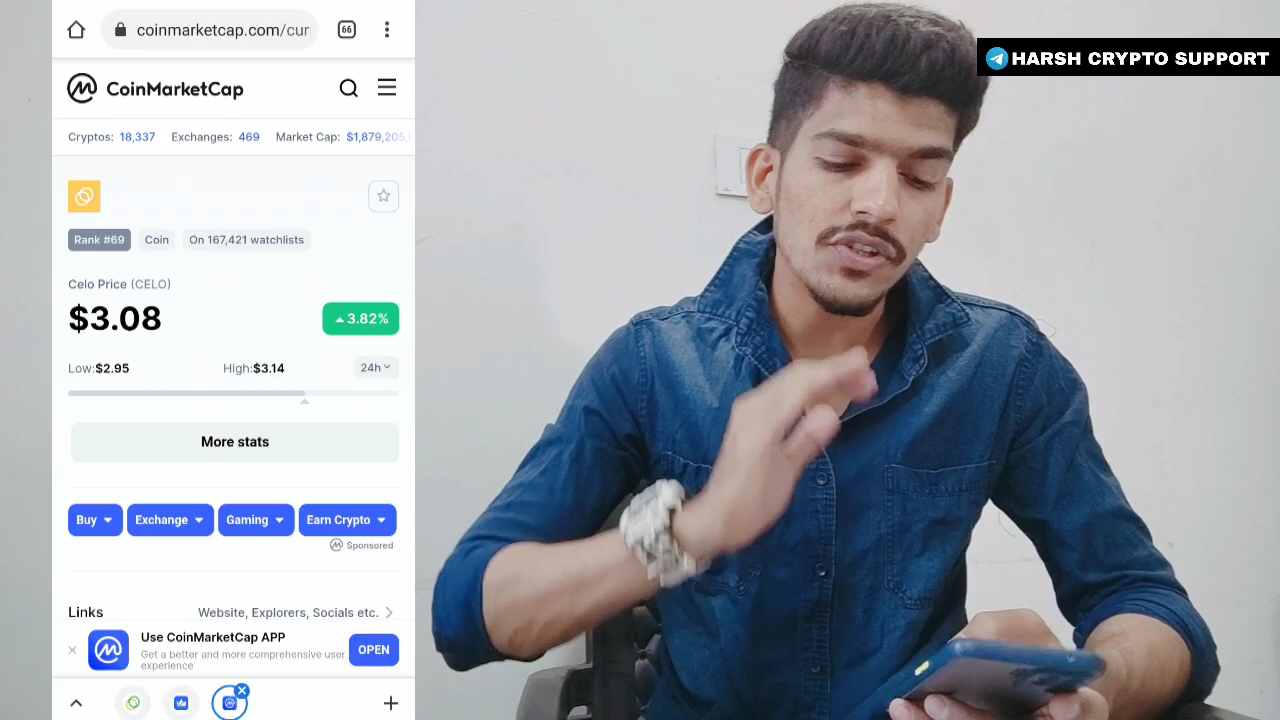 coinmarketcap.com/cur
66
CoinMarketCap
Cryptos: 18,337 Exchanges: 469 Market Cap: $1,879,205,
Rank #69 Coin On 167,421 watchlists
Celo Price (CELO)
$3.08 3.82%
Low:$2.95 High:$3.14 24h
More stats
Buy Exchange Gaming Earn Crypto
Sponsored
Links Website, Explorers, Socials etc.
Use CoinMarketCap APP
Get a better and more comprehensive user experience
OPEN
HARSH CRYPTO SUPPORT